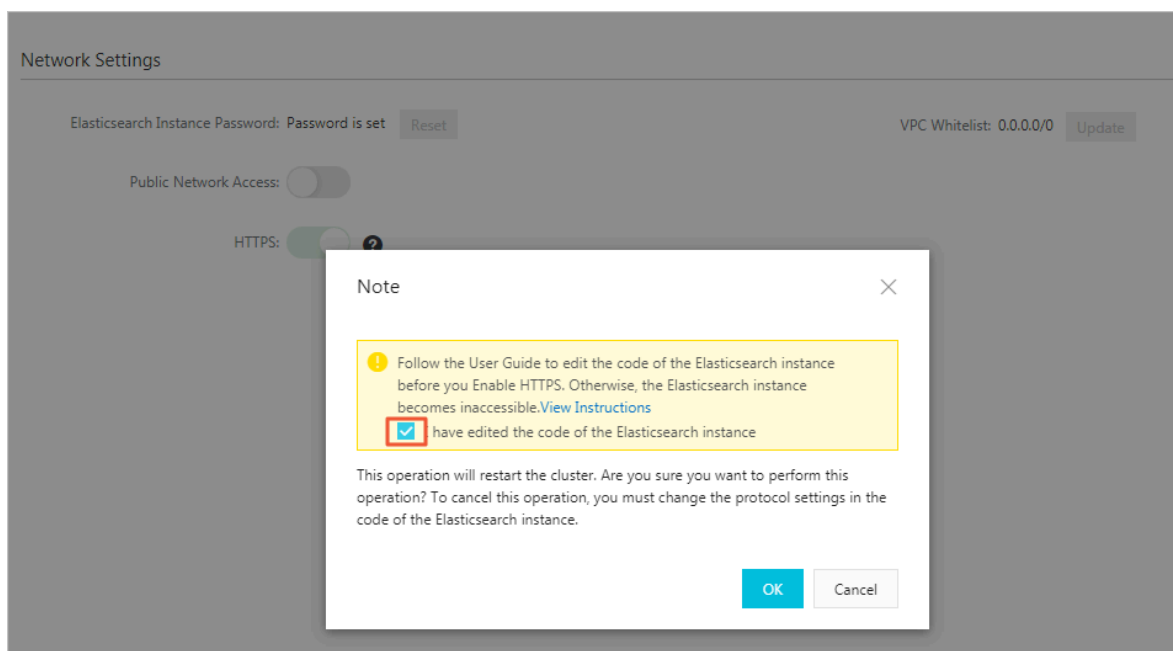 Network Settings
Elasticsearch Instance Password: Password is set Reset
VPC Whitelist: 0.0.0.0/0 Update
Public Network Access:
HTTPS: ?
Note
! Follow the User Guide to edit the code of the Elasticsearch instance
before you Enable HTTPS. Otherwise, the Elasticsearch instance
becomes inaccessible.View Instructions
have edited the code of the Elasticsearch instance
This operation will restart the cluster. Are you sure you want to perform this
operation? To cancel this operation, you must change the protocol settings in the
code of the Elasticsearch instance.
OK Cancel